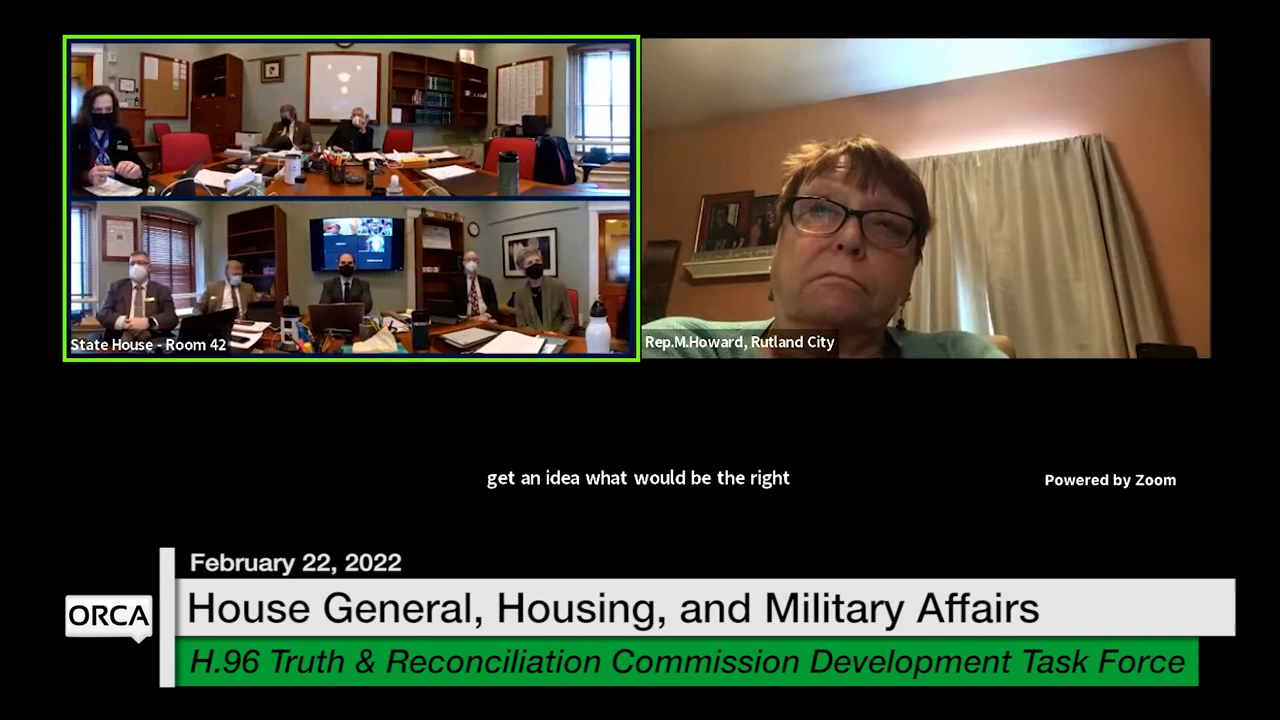 State House - Room 42
Rep.M.Howard, Rutland City
get an idea what would be the right
Powered by Zoom
February 22, 2022
ORCA
House General, Housing, and Military Affairs
H.96 Truth & Reconciliation Commission Development Task Force